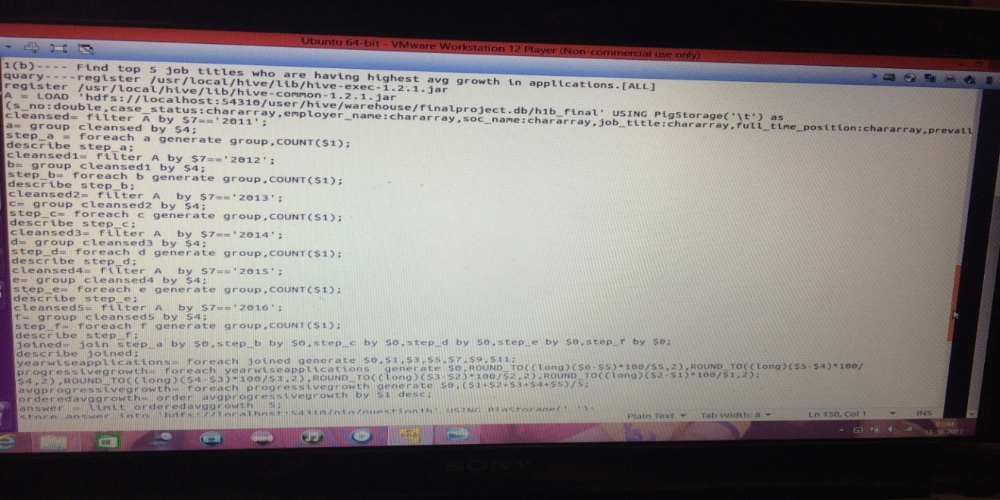 Ubuntu 64-bit - VMware Workstation 12 Player (Non-commercial use only)
1(b)---- Find top 5 job titles who are having highest avg growth in applications.[ALL]
quary----register /usr/local/hive/lib/hive-exec-1.2.1.jar
register /usr/local/hive/lib/hive-common-1.2.1.jar
A = LOAD 'hdfs://localhost:54310/user/hive/warehouse/finalproject.db/h1b_final' USING PigStorage('\t') as
(s_no:double,case_status:chararray,employer_name:chararray,soc_name:chararray,job_title:chararray,full_time_position:chararray,prevail
cleansed= filter A by $7=='2011';
a= group cleansed by $4;
step_a = foreach a generate group,COUNT($1);
describe step_a;
cleansed1= filter A by $7=='2012';
b= group cleansed1 by $4;
step_b= foreach b generate group,COUNT($1);
describe step_b;
cleansed2= filter A  by $7=='2013';
c= group cleansed2 by $4;
step_c= foreach c generate group,COUNT($1);
describe step_c;
cleansed3= filter A  by $7=='2014';
d= group cleansed3 by $4;
step_d= foreach d generate group,COUNT($1);
describe step_d;
cleansed4= filter A  by $7=='2015';
e= group cleansed4 by $4;
step_e= foreach e generate group,COUNT($1);
describe step_e;
cleansed5= filter A  by $7=='2016';
f= group cleansed5 by $4;
step_f= foreach f generate group,COUNT($1);
describe step_f;
joined= join step_a by $0,step_b by $0,step_c by $0,step_d by $0,step_e by $0,step_f by $0;
describe joined;
yearwiseapplications= foreach joined generate $0,$1,$3,$5,$7,$9,$11;
progressivegrowth= foreach yearwiseapplications  generate $0,ROUND_TO((long)($6-$5)*100/$5,2),ROUND_TO((long)($5-$4)*100/
$4,2),ROUND_TO((long)($4-$3)*100/$3,2),ROUND_TO((long)($3-$2)*100/$2,2),ROUND_TO((long)($2-$1)*100/$1,2);
avgprogressivegrowth= foreach progressivegrowth generate $0,($1+$2+$3+$4+$5)/5;
orderedavggrowth= order avgprogressivegrowth by $1 desc;
answer = limit orderedavggrowth  5;
store answer into 'hdfs://localhost:54310/pig/question1b' USING PigStorage(' ');
Plain Text  Tab Width: 8  Ln 150, Col 1  INS
01:44
13-10-2017
SONY